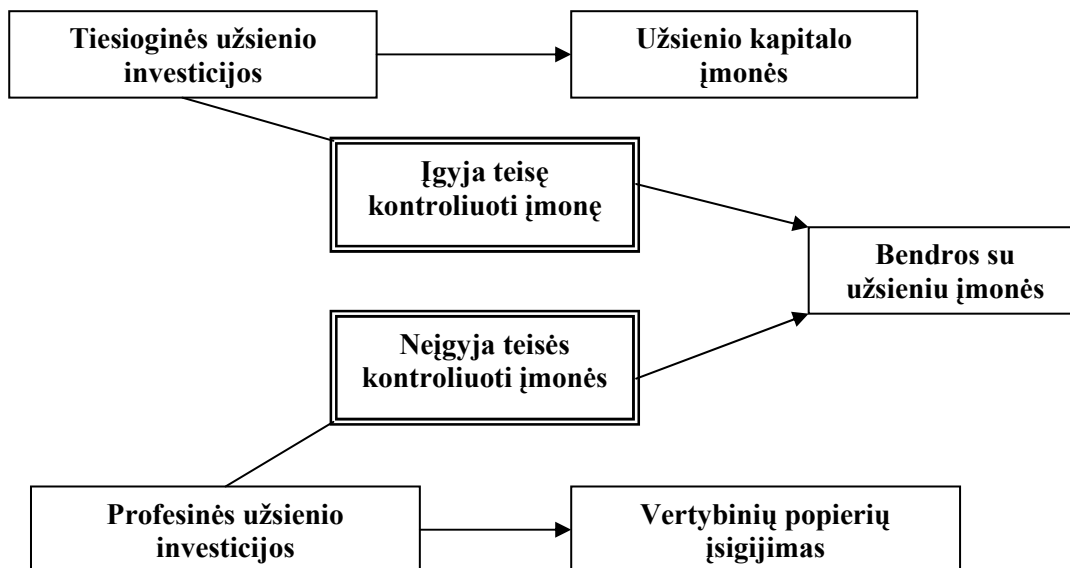 Tiesioginės užsienio
investicijos
Užsienio kapitalo
įmonės
Įgyja teisę
kontroliuoti įmonę
Bendros su
užsieniu įmonės
Neįgyja teisės
kontroliuoti įmonės
Profesinės užsienio
investicijos
Vertybinių popierių
įsigijimas